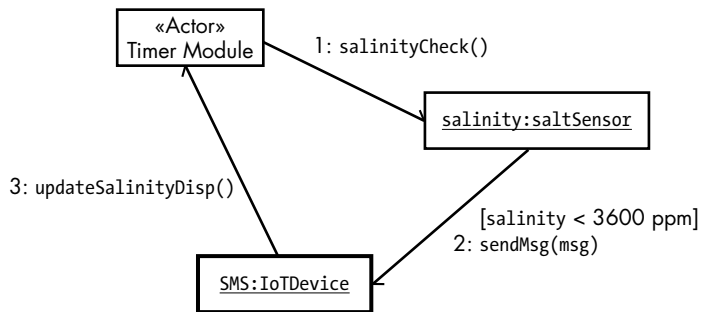 «Actor»
Timer Module
1: salinityCheck()
salinity:saltSensor
3: updateSalinityDisp()
[salinity < 3600 ppm]
2: sendMsg(msg)
SMS:IoTDevice